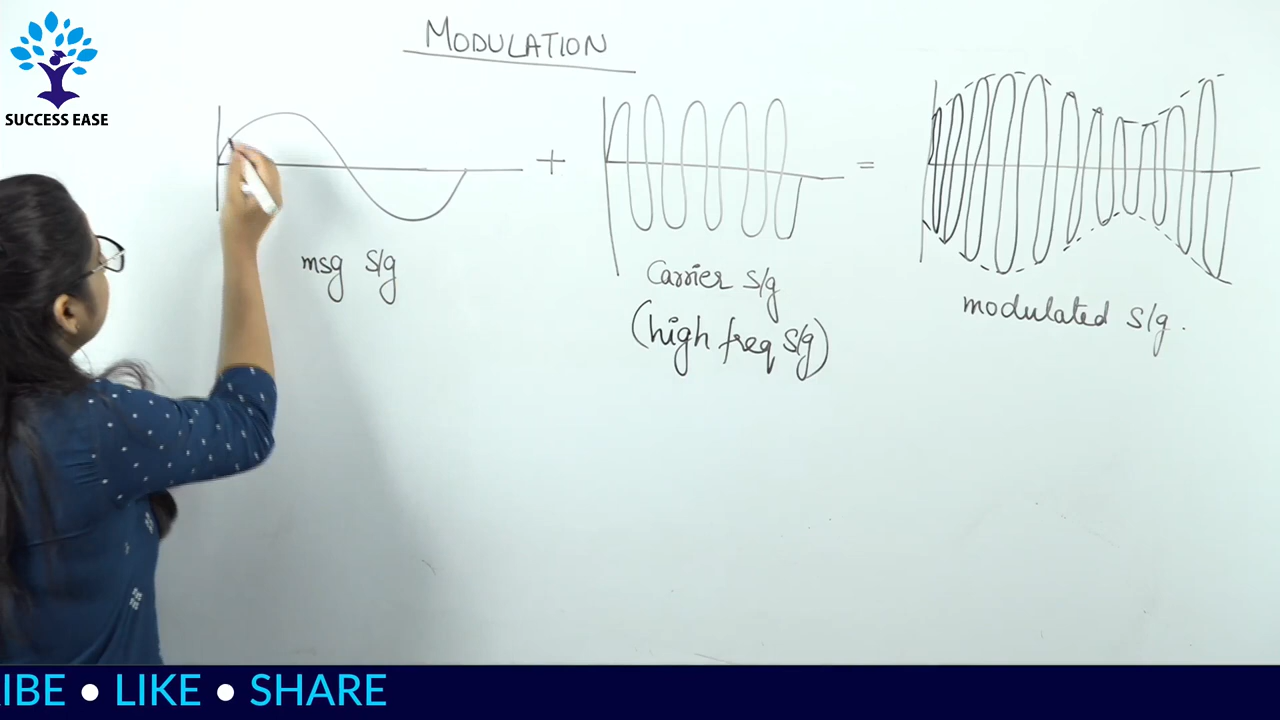 MODULATION
SUCCESS EASE
+
=
msg s/g
Carrier s/g
(high freq s/g)
modulated s/g.
IBE ● LIKE ● SHARE